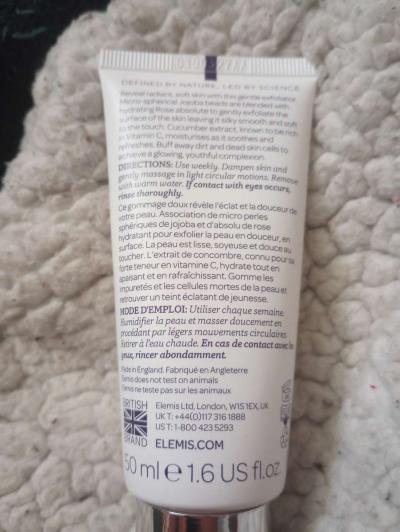 DEFINED BY NATURE, LED BY SCIENCE
Reveal radiant, soft skin with this gentle exfoliator.
Micro-spherical Jojoba beads are blended with
hydrating Rose absolute to gently exfoliate the
surface of the skin leaving it silky smooth and soft
to the touch. Cucumber extract, known to be rich
in Vitamin C, moisturises as it soothes and
refreshes. Buff away dirt and dead skin cells to
achieve a glowing, youthful complexion.
DIRECTIONS: Use weekly. Dampen skin and
gently massage in light circular motions. Remove
with warm water. If contact with eyes occurs,
rinse thoroughly.
Ce gommage doux révèle l'éclat et la douceur de
votre peau. Association de micro perles
sphériques de jojoba et d'absolu de rose
hydratant pour exfolier la peau en douceur, en
surface. La peau est lisse, soyeuse et douce au
toucher. L'extrait de concombre, connu pour sa
forte teneur en vitamine C, hydrate tout en
apaisant et en rafraîchissant. Gomme les
impuretés et les cellules mortes de la peau et
retrouver un teint éclatant de jeunesse.
MODE D'EMPLOI: Utiliser chaque semaine.
Humidifier la peau et masser doucement en
procédant par légers mouvements circulaires.
Retirer à l'eau chaude. En cas de contact avec les
yeux, rincer abondamment.
Made in England. Fabriqué en Angleterre
Elemis does not test on animals
Elemis ne teste pas sur les animaux
BRITISH
BRAND
Elemis Ltd, London, W1S 1EX, UK
UK T: +44(0)117 316 1888
US T: 1-800 423 5293
ELEMIS.COM
50 ml e 1.6 US fl.oz.